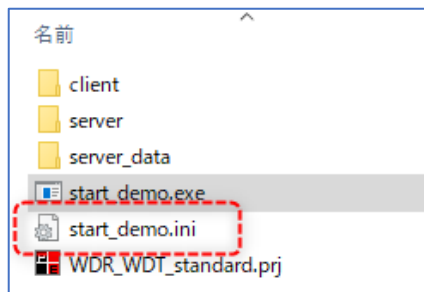 名前
client
server
server_data
start_demo.exe
start_demo.ini
WDR_WDT_standard.prj